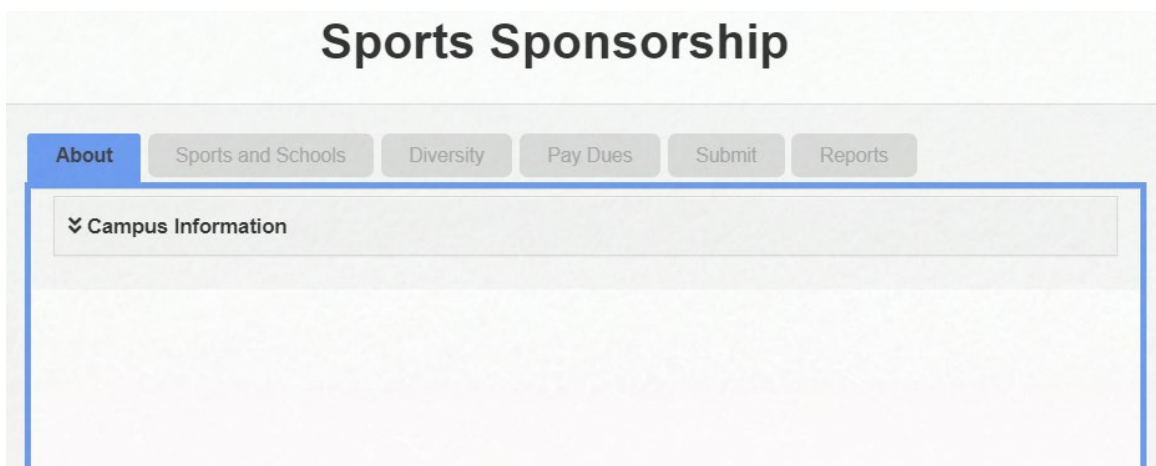 Sports Sponsorship
About Sports and Schools Diversity Pay Dues Submit Reports
Campus Information